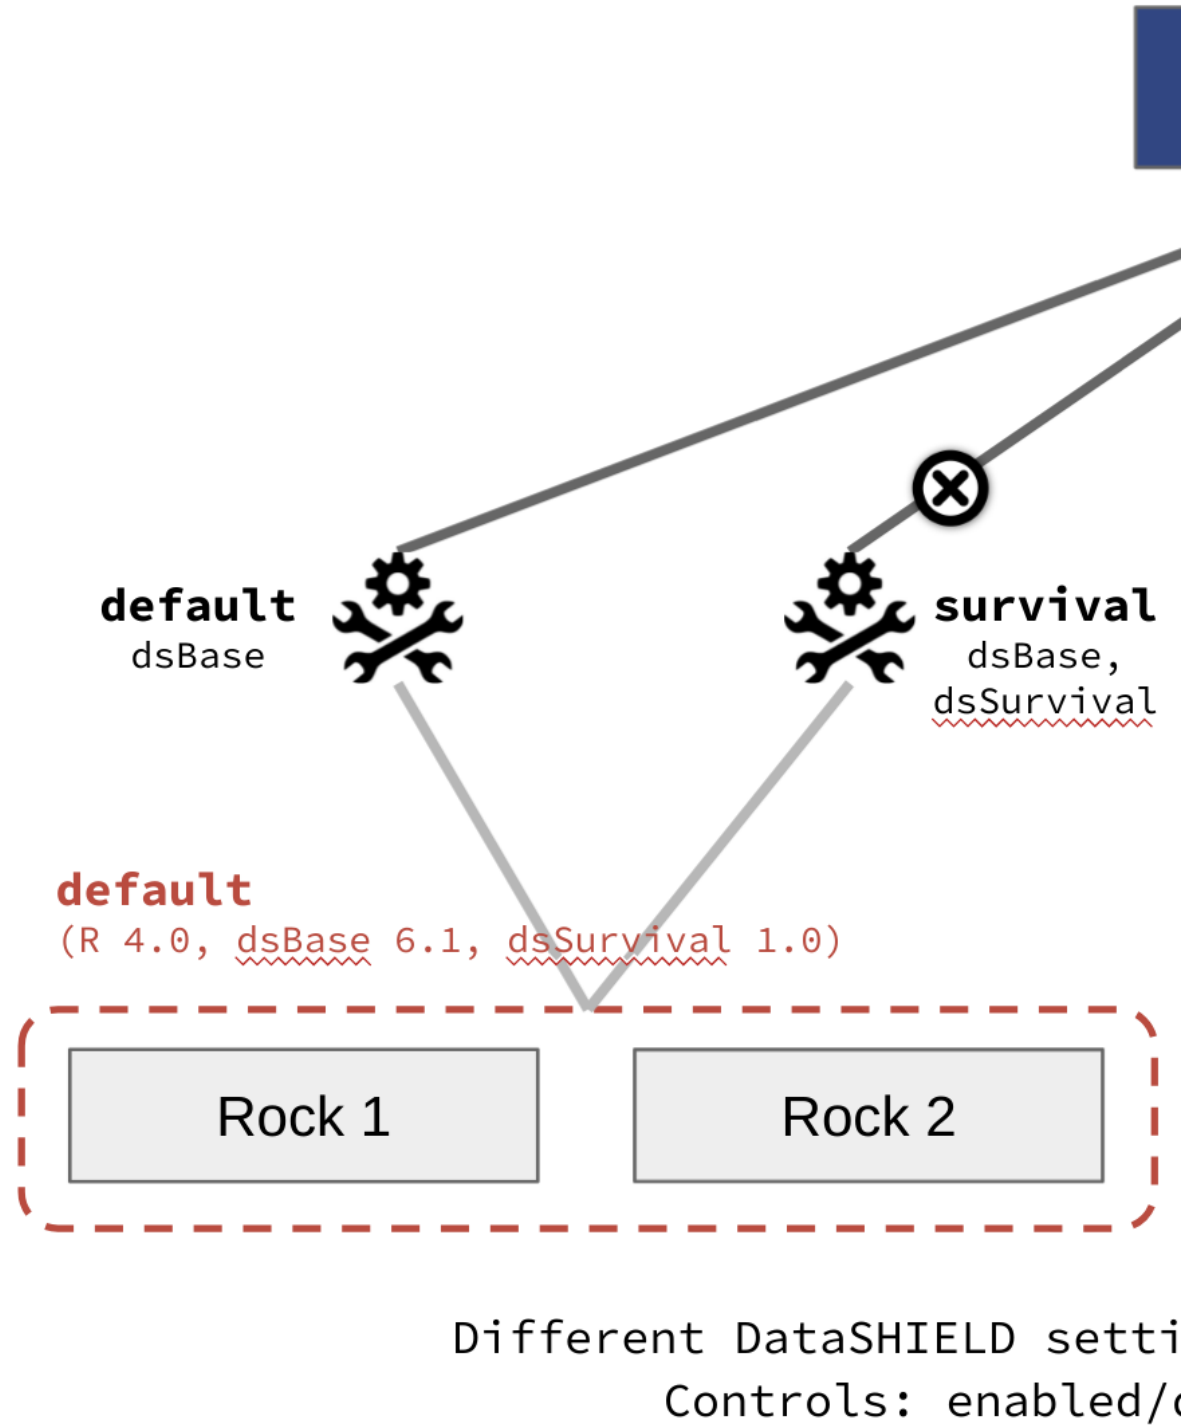 default
dsBase
survival
dsBase,
dsSurvival
default
(R 4.0, dsBase 6.1, dsSurvival 1.0)
Rock 1
Rock 2
Different DataSHIELD
Controls: enabled/